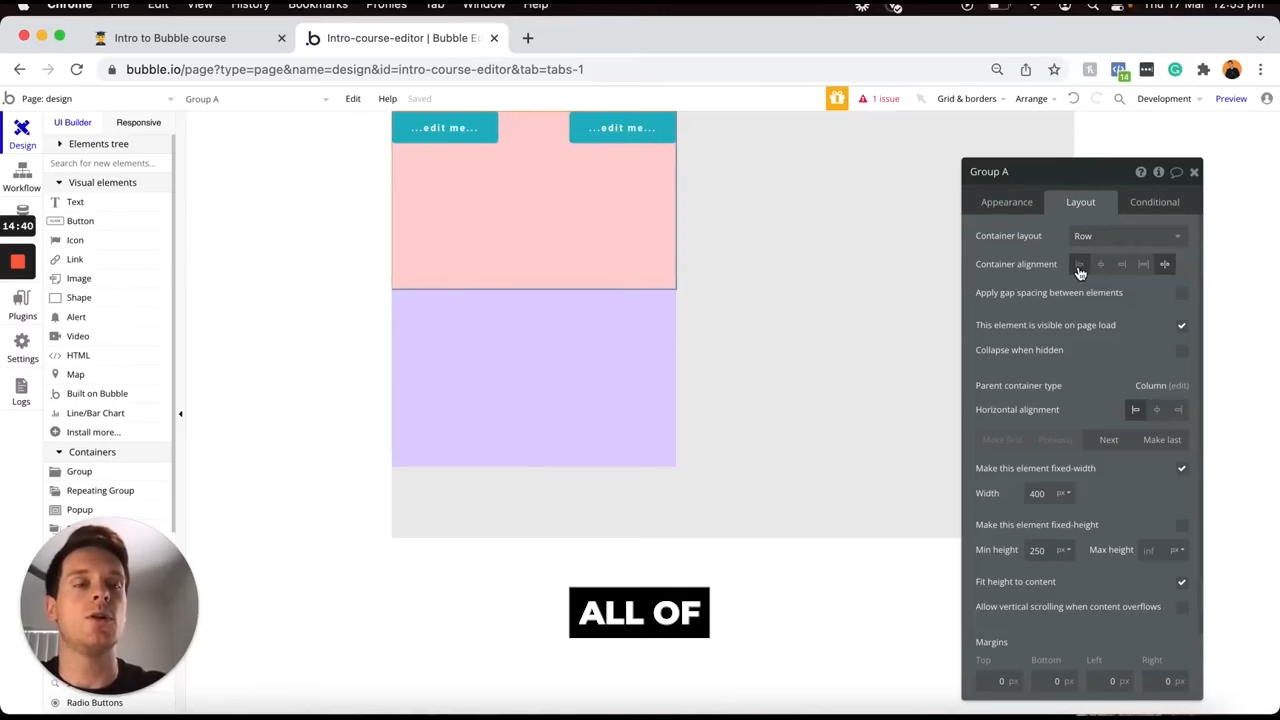 Chrome File Edit View History Bookmarks Profiles Tab Window Help
Thu 17 Mar
Intro to Bubble course
Intro-course-editor | Bubble Ed
bubble.io/page?type=page&name=design&id=intro-course-editor&tab=tabs-1
14
Page: design
Group A
Edit
Help
Saved
1 issue
Grid & borders
Arrange
Development
Preview
Design
Workflow
14:40
Plugins
Settings
Logs
UI Builder
Responsive
Elements tree
Search for new elements...
Visual elements
Text
Button
Icon
Link
Image
Shape
Alert
Video
HTML
Map
Built on Bubble
Line/Bar Chart
Install more...
Containers
Group
Repeating Group
Popup
Radio Buttons
...edit me...
...edit me...
ALL OF
Group A
Appearance
Layout
Conditional
Container layout
Row
Container alignment
Apply gap spacing between elements
This element is visible on page load
Collapse when hidden
Parent container type
Column (edit)
Horizontal alignment
Make first
Previous
Next
Make last
Make this element fixed-width
Width
400
px
Make this element fixed-height
Min height
250
px
Max height
inf
px
Fit height to content
Allow vertical scrolling when content overflows
Margins
Top
Bottom
Left
Right
0 px
0 px
0 px
0 px